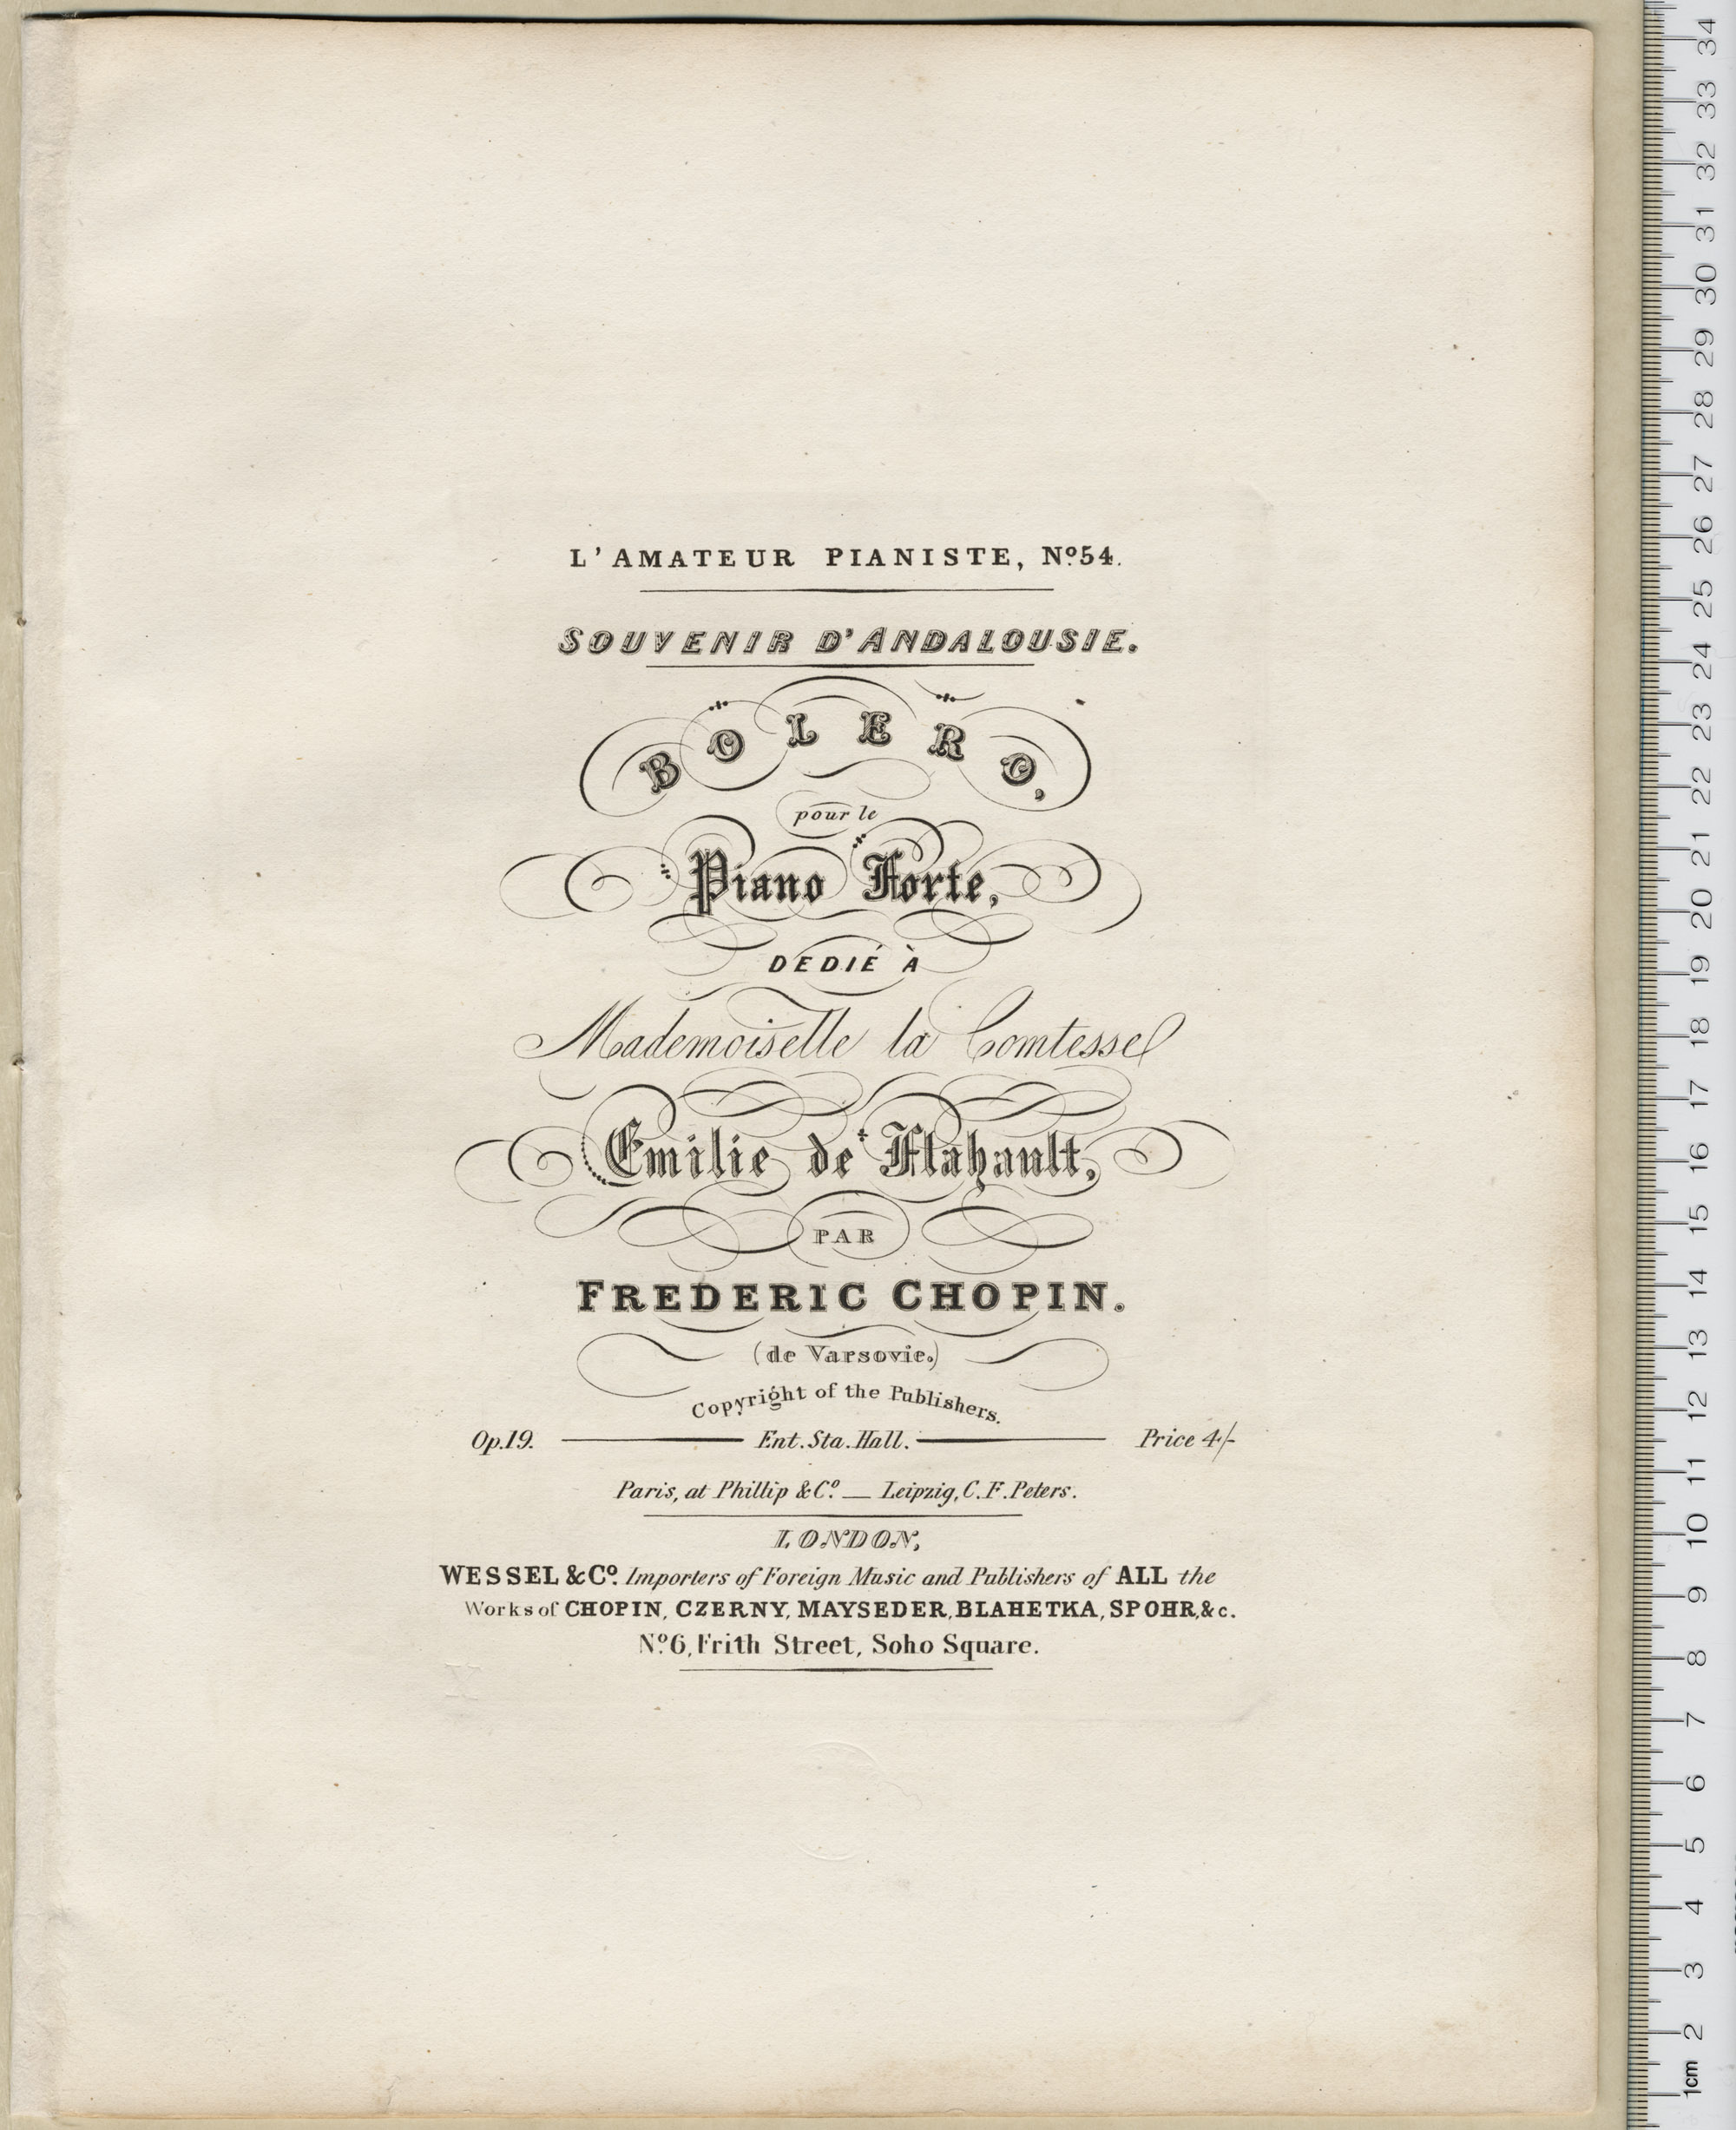 L'AMATEUR PIANISTE, Nº54.
SOUVENIR D'ANDALOUSIE.
BOLERO,
pour le
Piano Forte,
DEDIÉ À
Mademoiselle la Comtesse
Emilie de Flahault,
PAR
FREDERIC CHOPIN.
(de Varsovie.)
Copyright of the Publishers.
Op.19. Ent. Sta. Hall. Price 4/-
Paris, at Phillip & Cº. — Leipzig, C.F. Peters.
LONDON,
WESSEL & Cº. Importers of Foreign Music and Publishers of ALL the
Works of CHOPIN, CZERNY, MAYSEDER, BLAHETKA, SPOHR, &c.
Nº6, Frith Street, Soho Square.
34
33
32
31
30
29
28
27
26
25
24
23
22
21
20
19
18
17
16
15
14
13
12
11
10
9
8
7
6
5
4
3
2
1cm